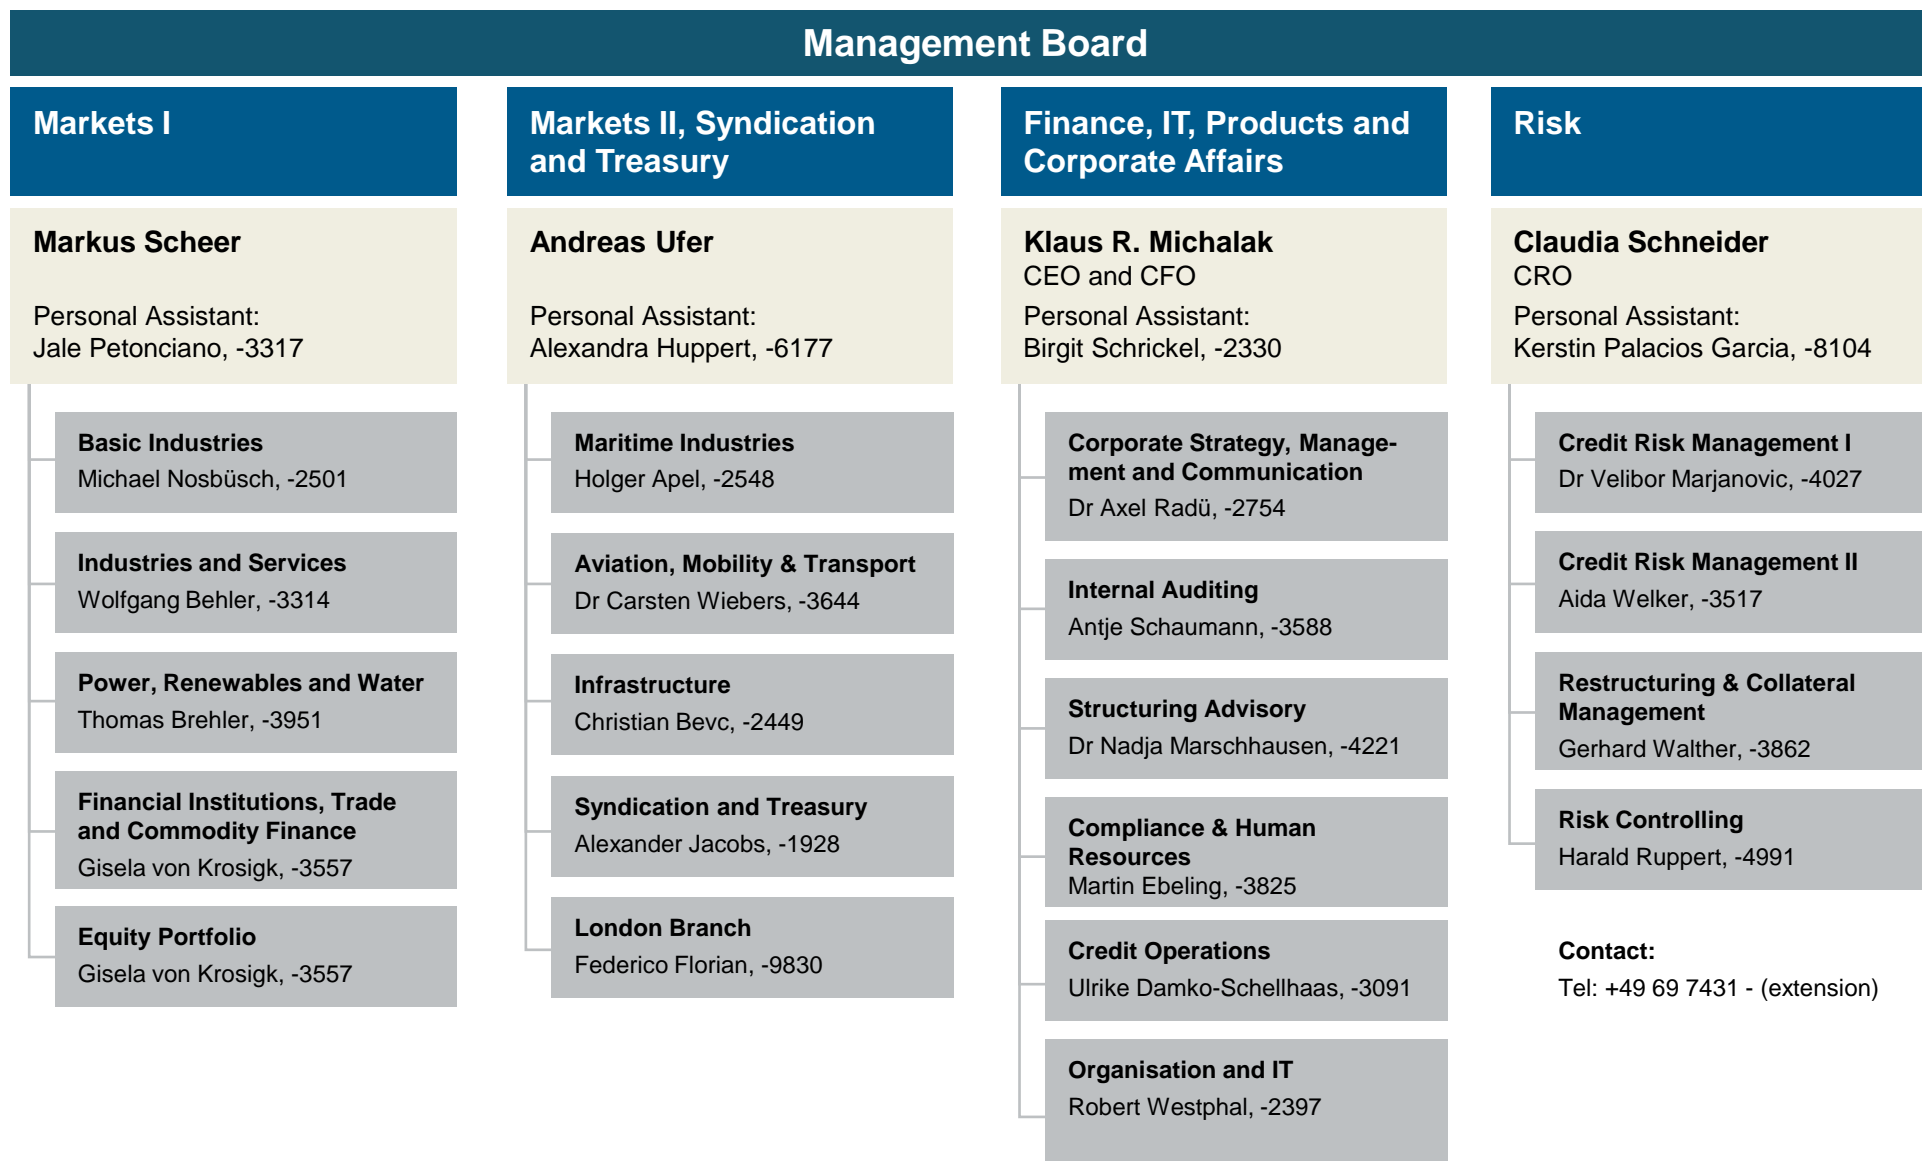 Management Board
Markets I
Markus Scheer
Personal Assistant:
Jale Petonciano, -3317
Basic Industries
Michael Nosbüsch, -2501
Industries and Services
Wolfgang Behler, -3314
Power, Renewables and Water
Thomas Brehler, -3951
Financial Institutions, Trade
and Commodity Finance
Gisela von Krosigk, -3557
Equity Portfolio
Gisela von Krosigk, -3557
Markets II, Syndication
and Treasury
Andreas Ufer
Personal Assistant:
Alexandra Huppert, -6177
Maritime Industries
Holger Apel, -2548
Aviation, Mobility & Transport
Dr Carsten Wiebers, -3644
Infrastructure
Christian Bevc, -2449
Syndication and Treasury
Alexander Jacobs, -1928
London Branch
Federico Florian, -9830
Finance, IT, Products and
Corporate Affairs
Klaus R. Michalak
CEO and CFO
Personal Assistant:
Birgit Schrickel, -2330
Corporate Strategy, Manage-
ment and Communication
Dr Axel Radü, -2754
Internal Auditing
Antje Schaumann, -3588
Structuring Advisory
Dr Nadja Marschhausen, -4221
Compliance & Human
Resources
Martin Ebeling, -3825
Credit Operations
Ulrike Damko-Schellhaas, -3091
Organisation and IT
Robert Westphal, -2397
Risk
Claudia Schneider
CRO
Personal Assistant:
Kerstin Palacios Garcia, -8104
Credit Risk Management I
Dr Velibor Marjanovic, -4027
Credit Risk Management II
Aida Welker, -3517
Restructuring & Collateral
Management
Gerhard Walther, -3862
Risk Controlling
Harald Ruppert, -4991
Contact:
Tel: +49 69 7431 - (extension)